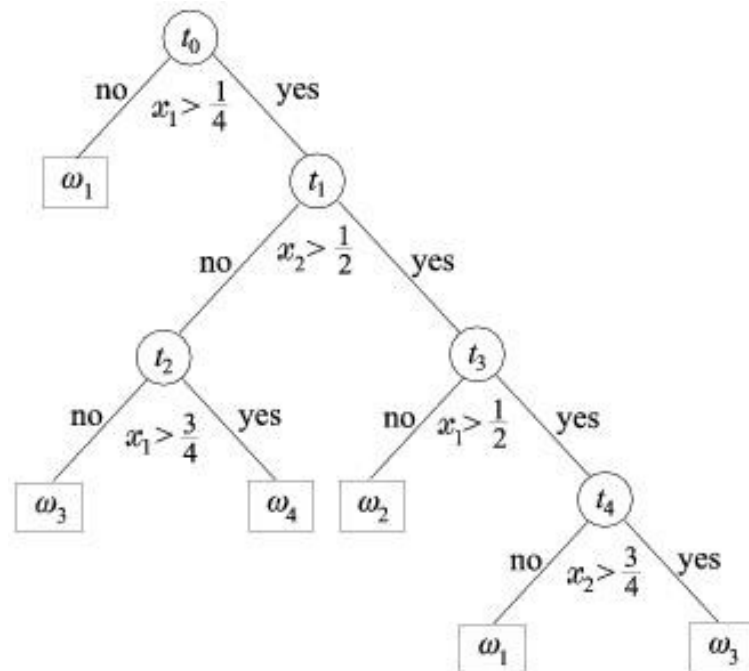 t₀
no
yes
x₁ > 1/4
ω₁
t₁
no
x₂ > 1/2
yes
t₂
t₃
no
x₁ > 3/4
yes
no
x₁ > 1/2
yes
ω₃
ω₄
ω₂
t₄
no
x₂ > 3/4
yes
ω₁
ω₃